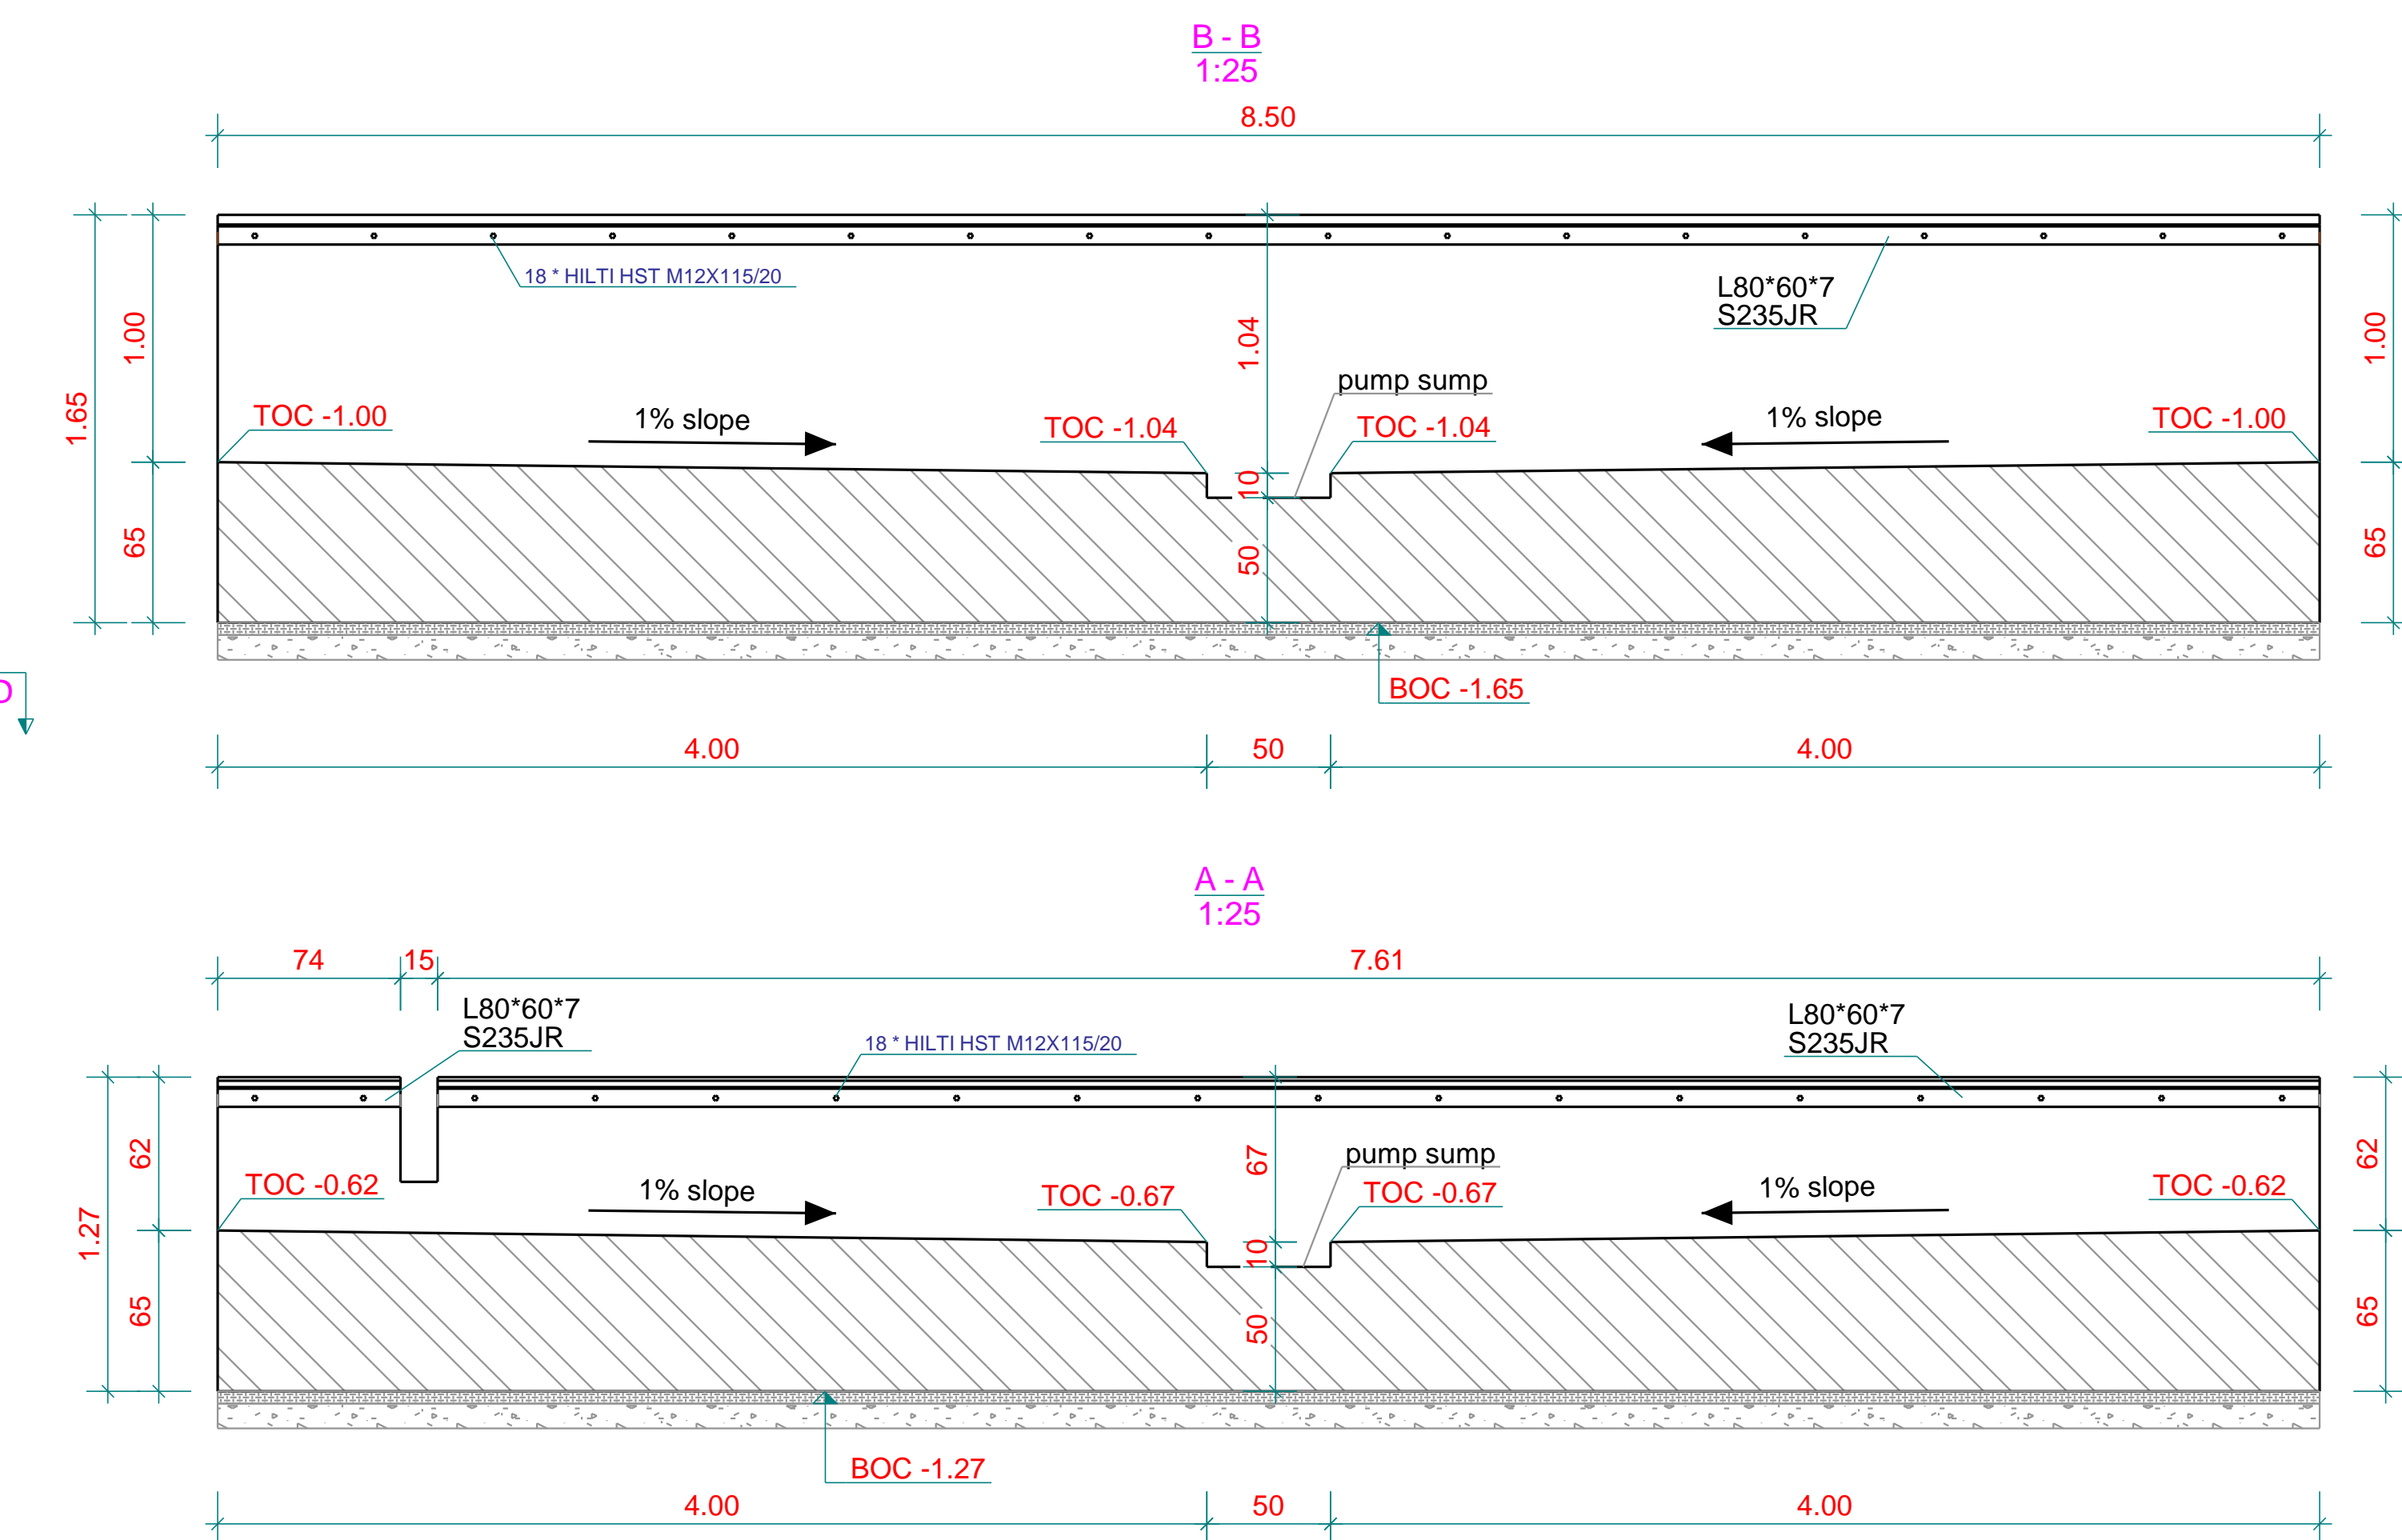 B - B
1:25
8.50
18 * HILTI HST M12X115/20
L80*60*7
S235JR
1.65
1.00
1.04
1.00
pump sump
TOC -1.00
1% slope
TOC -1.04
TOC -1.04
1% slope
TOC -1.00
10
65
50
65
BOC -1.65
D
4.00
50
4.00
A - A
1:25
74
15
7.61
L80*60*7
S235JR
18 * HILTI HST M12X115/20
L80*60*7
S235JR
1.27
62
67
62
pump sump
TOC -0.62
1% slope
TOC -0.67
TOC -0.67
1% slope
TOC -0.62
10
65
50
65
BOC -1.27
4.00
50
4.00